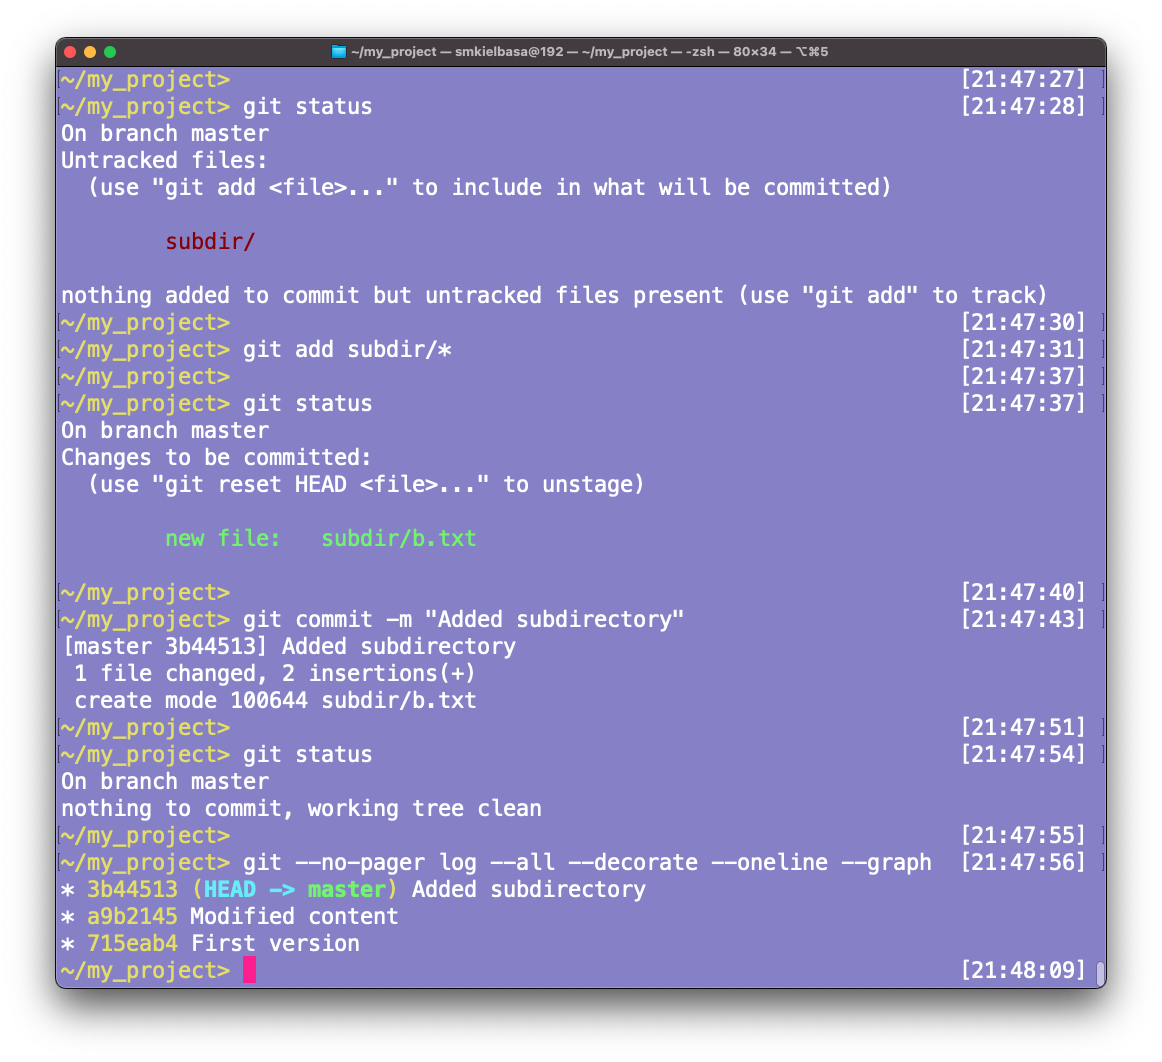 ~/my_project — smkielbasa@192 — ~/my_project — -zsh — 80×34 — ⌥⌘5
~/my_project> [21:47:27]
~/my_project> git status [21:47:28]
On branch master
Untracked files:
  (use "git add <file>..." to include in what will be committed)
        subdir/
nothing added to commit but untracked files present (use "git add" to track)
~/my_project> [21:47:30]
~/my_project> git add subdir/* [21:47:31]
~/my_project> [21:47:37]
~/my_project> git status [21:47:37]
On branch master
Changes to be committed:
  (use "git reset HEAD <file>..." to unstage)
        new file:   subdir/b.txt
~/my_project> [21:47:40]
~/my_project> git commit -m "Added subdirectory" [21:47:43]
[master 3b44513] Added subdirectory
 1 file changed, 2 insertions(+)
 create mode 100644 subdir/b.txt
~/my_project> [21:47:51]
~/my_project> git status [21:47:54]
On branch master
nothing to commit, working tree clean
~/my_project> [21:47:55]
~/my_project> git --no-pager log --all --decorate --oneline --graph [21:47:56]
* 3b44513 (HEAD -> master) Added subdirectory
* a9b2145 Modified content
* 715eab4 First version
~/my_project> [21:48:09]